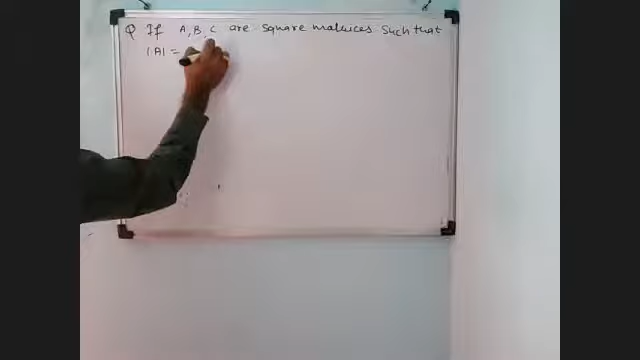 Q If A, B, C are square matrices such that
|A| =